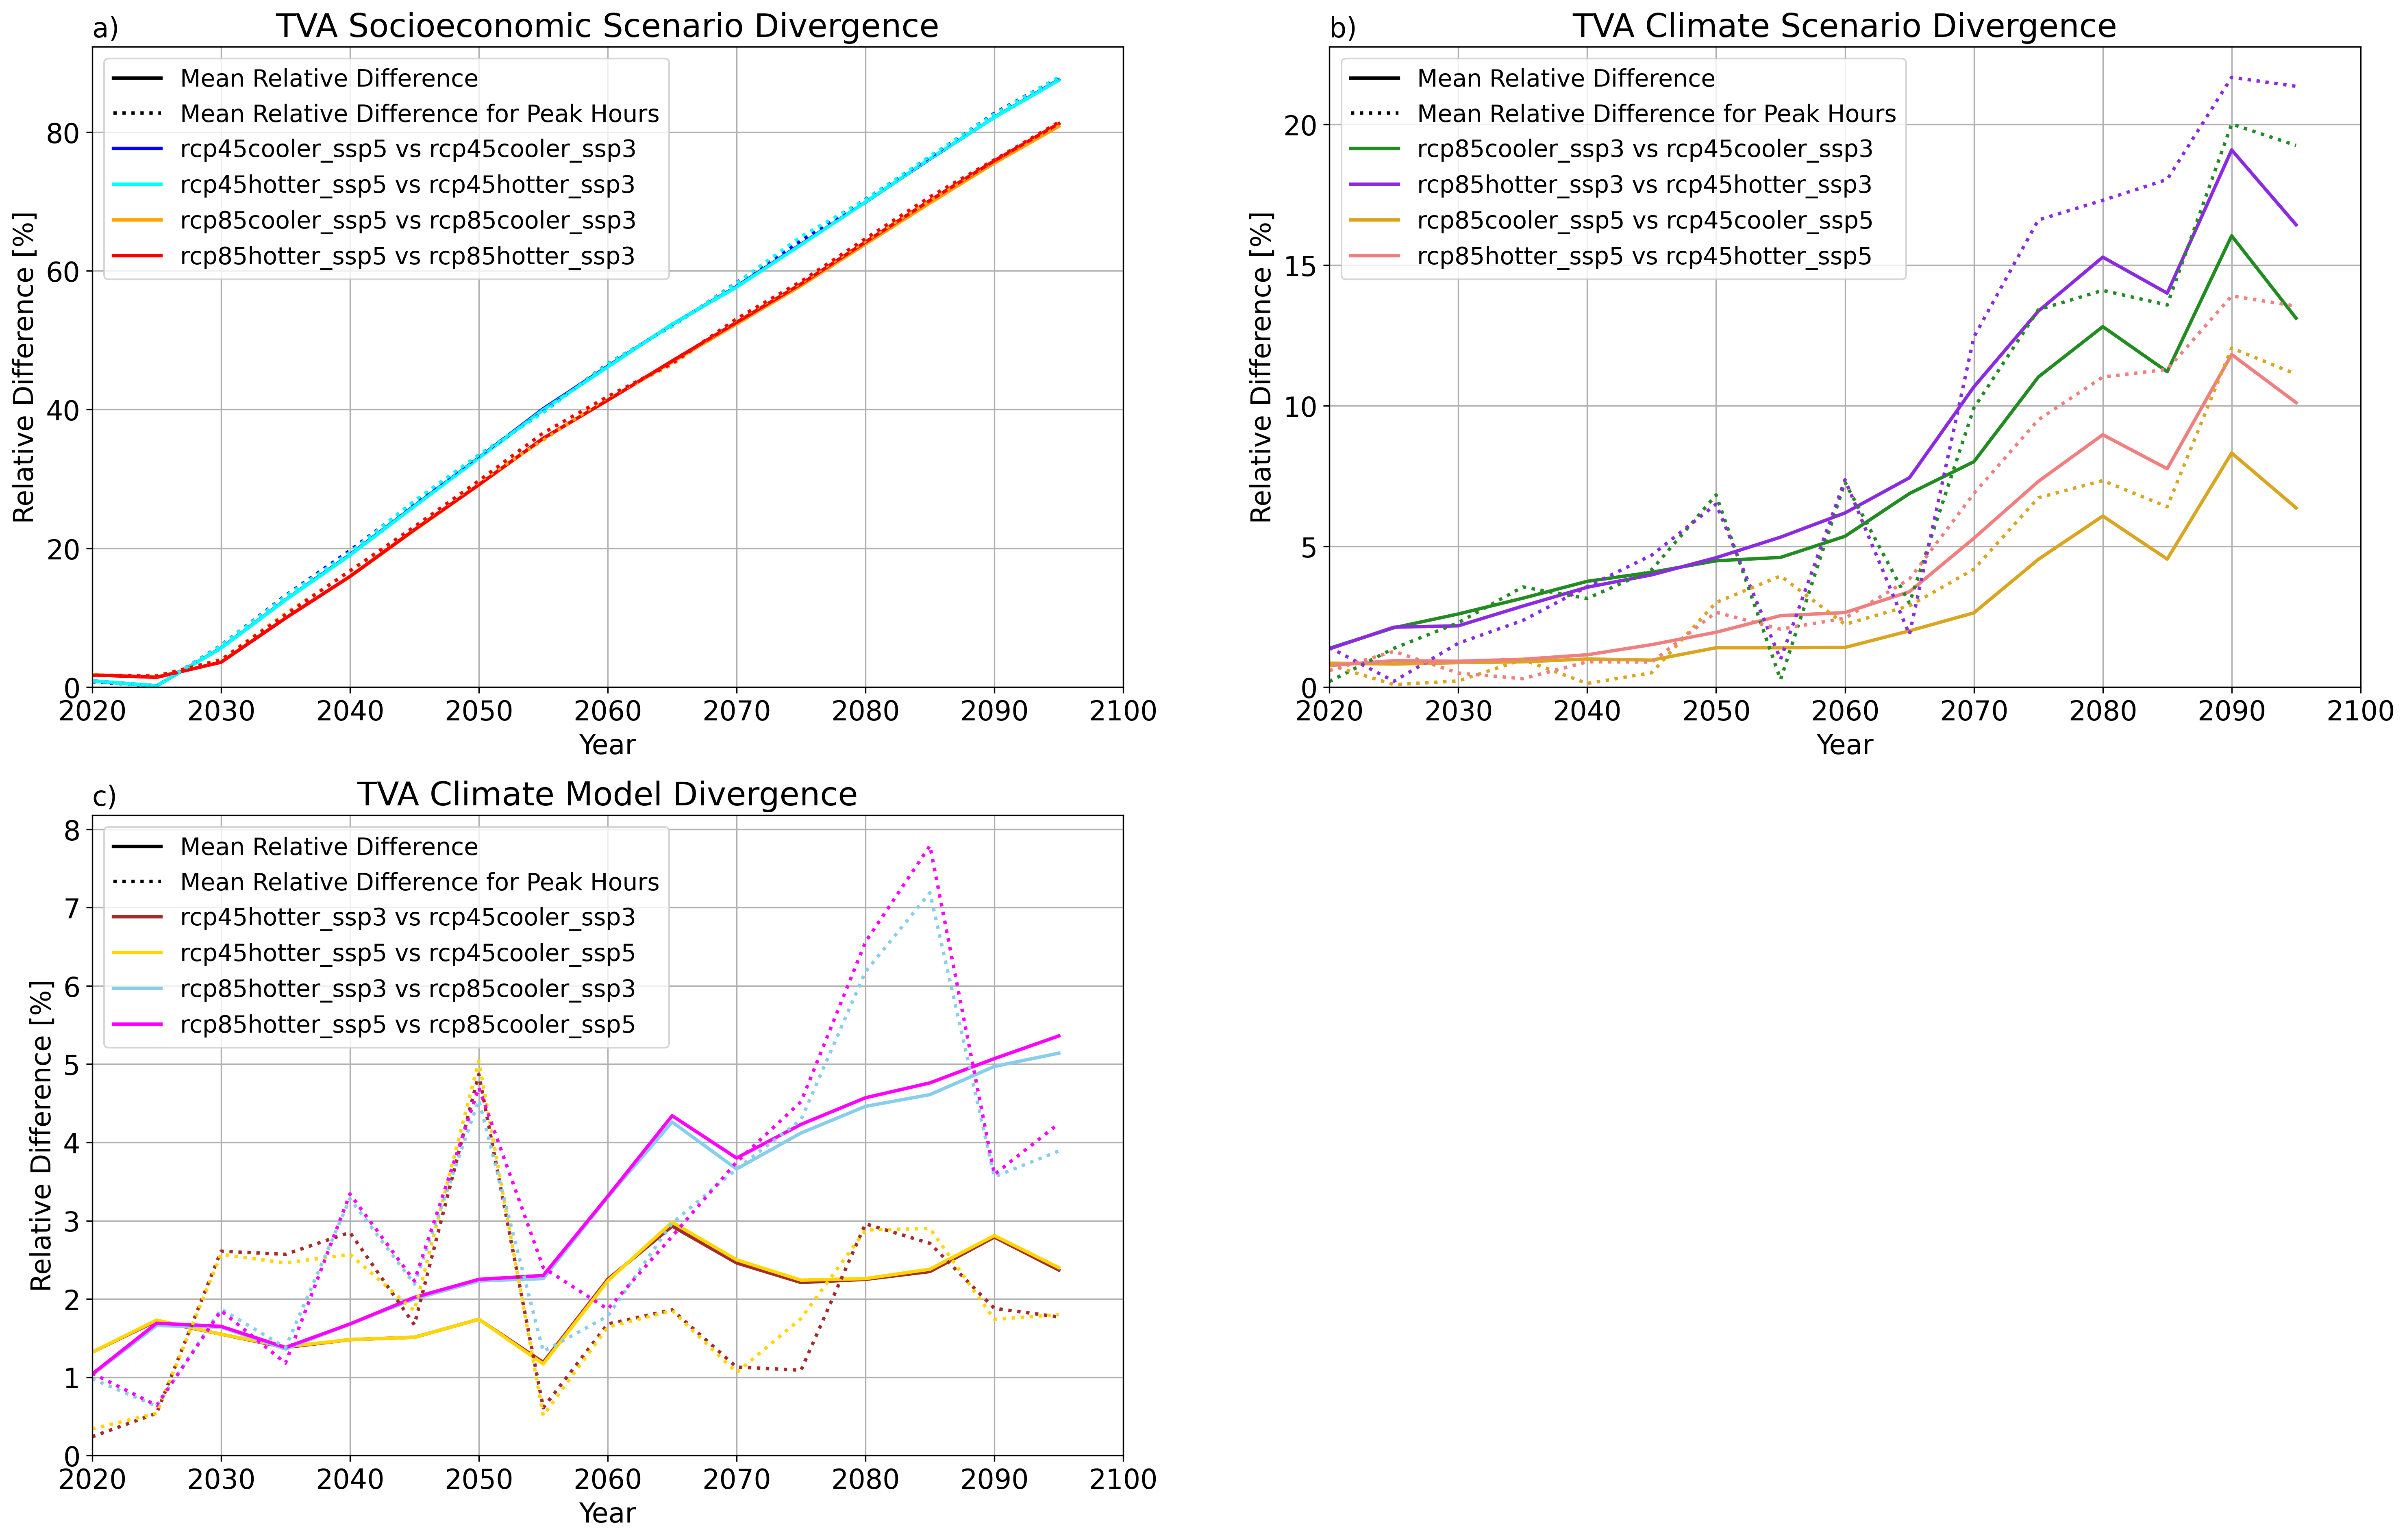 a)
TVA Socioeconomic Scenario Divergence
Mean Relative Difference
Mean Relative Difference for Peak Hours
rcp45cooler_ssp5 vs rcp45cooler_ssp3
rcp45hotter_ssp5 vs rcp45hotter_ssp3
rcp85cooler_ssp5 vs rcp85cooler_ssp3
rcp85hotter_ssp5 vs rcp85hotter_ssp3
Relative Difference [%]
80
60
40
20
0
2020 2030 2040 2050 2060 2070 2080 2090 2100
Year
b)
TVA Climate Scenario Divergence
Mean Relative Difference
Mean Relative Difference for Peak Hours
rcp85cooler_ssp3 vs rcp45cooler_ssp3
rcp85hotter_ssp3 vs rcp45hotter_ssp3
rcp85cooler_ssp5 vs rcp45cooler_ssp5
rcp85hotter_ssp5 vs rcp45hotter_ssp5
Relative Difference [%]
20
15
10
5
0
2020 2030 2040 2050 2060 2070 2080 2090 2100
Year
c)
TVA Climate Model Divergence
Mean Relative Difference
Mean Relative Difference for Peak Hours
rcp45hotter_ssp3 vs rcp45cooler_ssp3
rcp45hotter_ssp5 vs rcp45cooler_ssp5
rcp85hotter_ssp3 vs rcp85cooler_ssp3
rcp85hotter_ssp5 vs rcp85cooler_ssp5
Relative Difference [%]
8
7
6
5
4
3
2
1
0
2020 2030 2040 2050 2060 2070 2080 2090 2100
Year